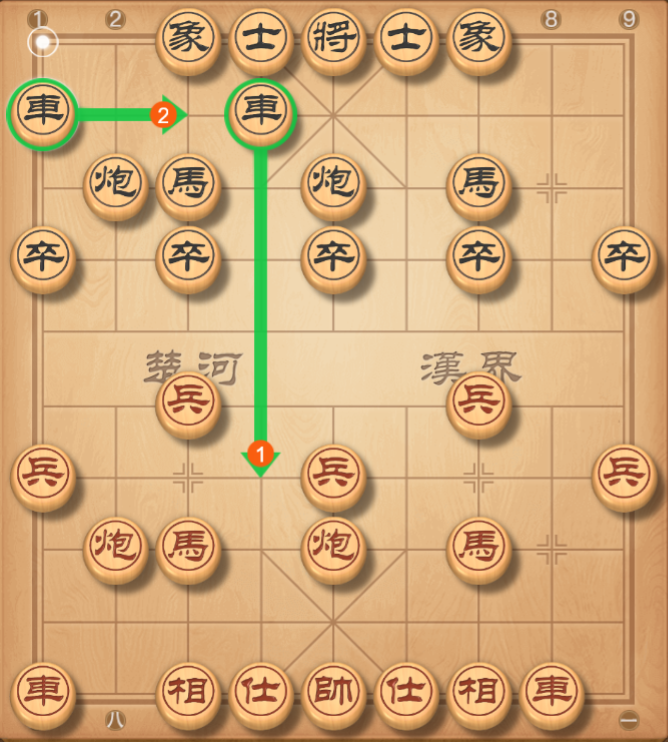 1 2 8 9
象 士 將 士 象
車 2 車
炮 馬 炮 馬
卒 卒 卒 卒 卒
楚河 漢界
兵 兵
1
兵 兵 兵
炮 馬 炮 馬
車 相 仕 帥 仕 相 車
八 一